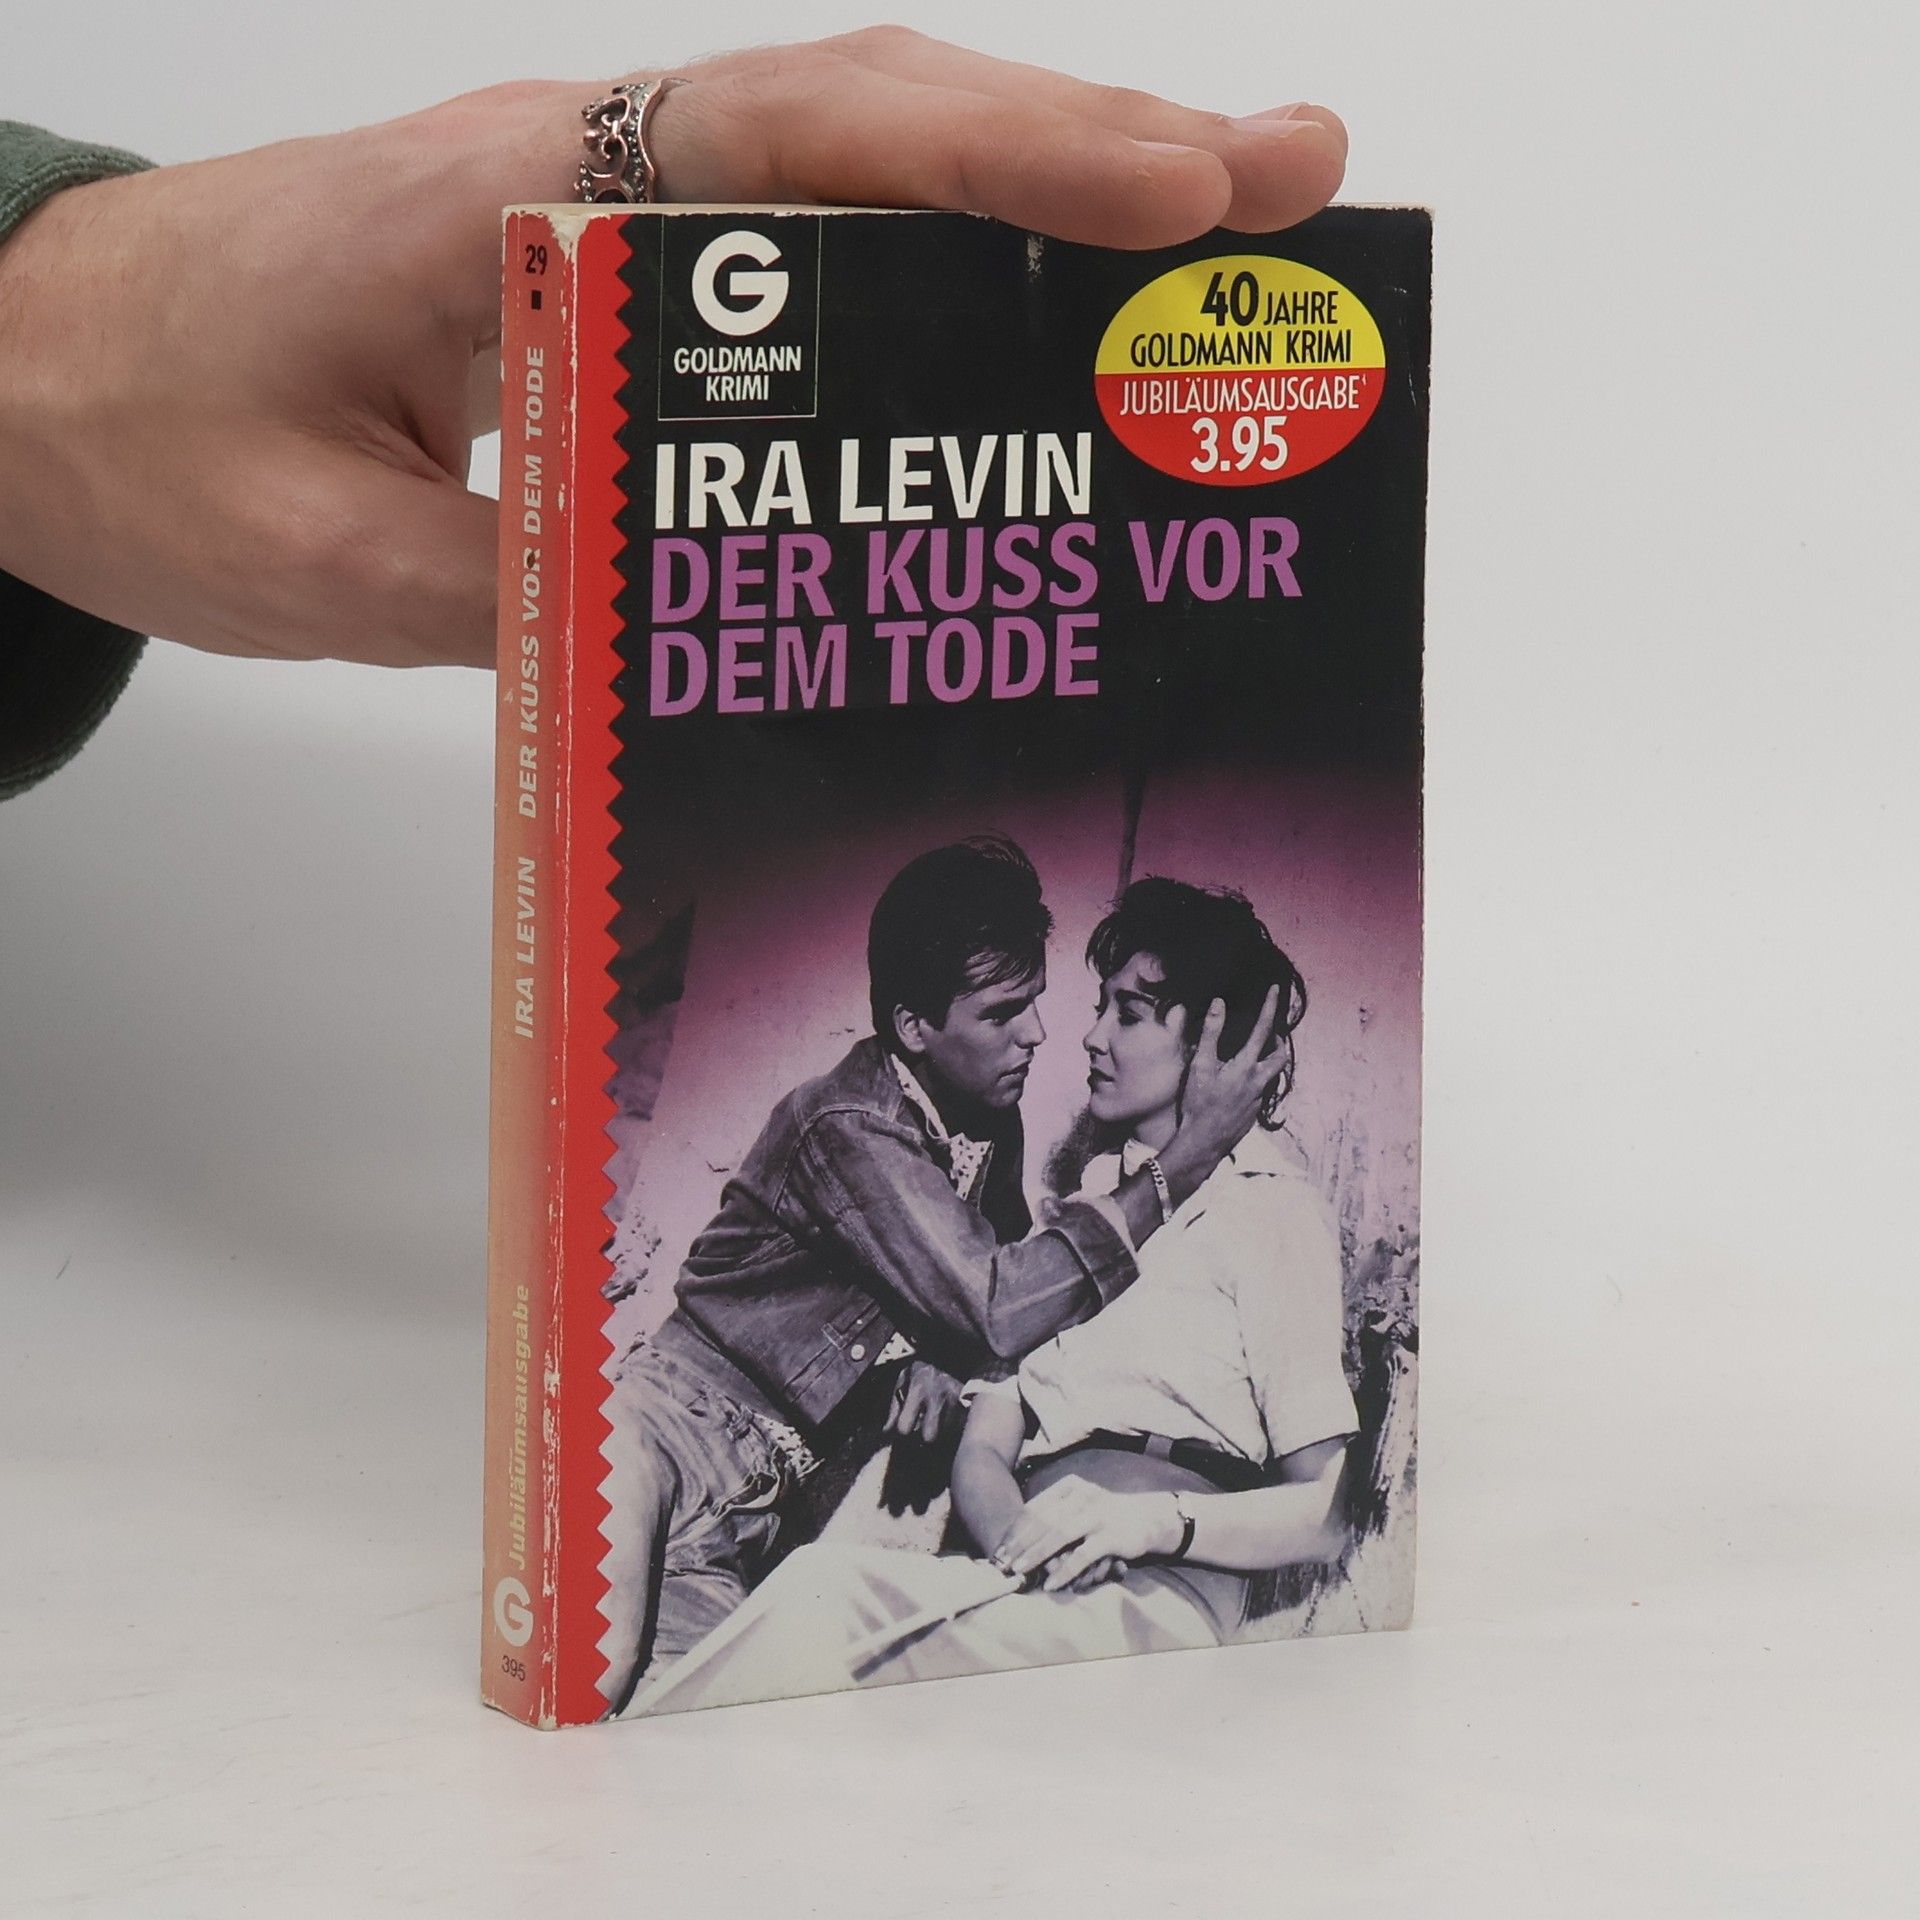 29
DER KUSS VOR DEM TODE
IRA LEVIN
Jubiläumsausgabe
G
395
G
GOLDMANN
KRIMI
40 JAHRE
GOLDMANN KRIMI
JUBILÄUMSAUSGABE
3.95
IRA LEVIN
DER KUSS VOR
DEM TODE